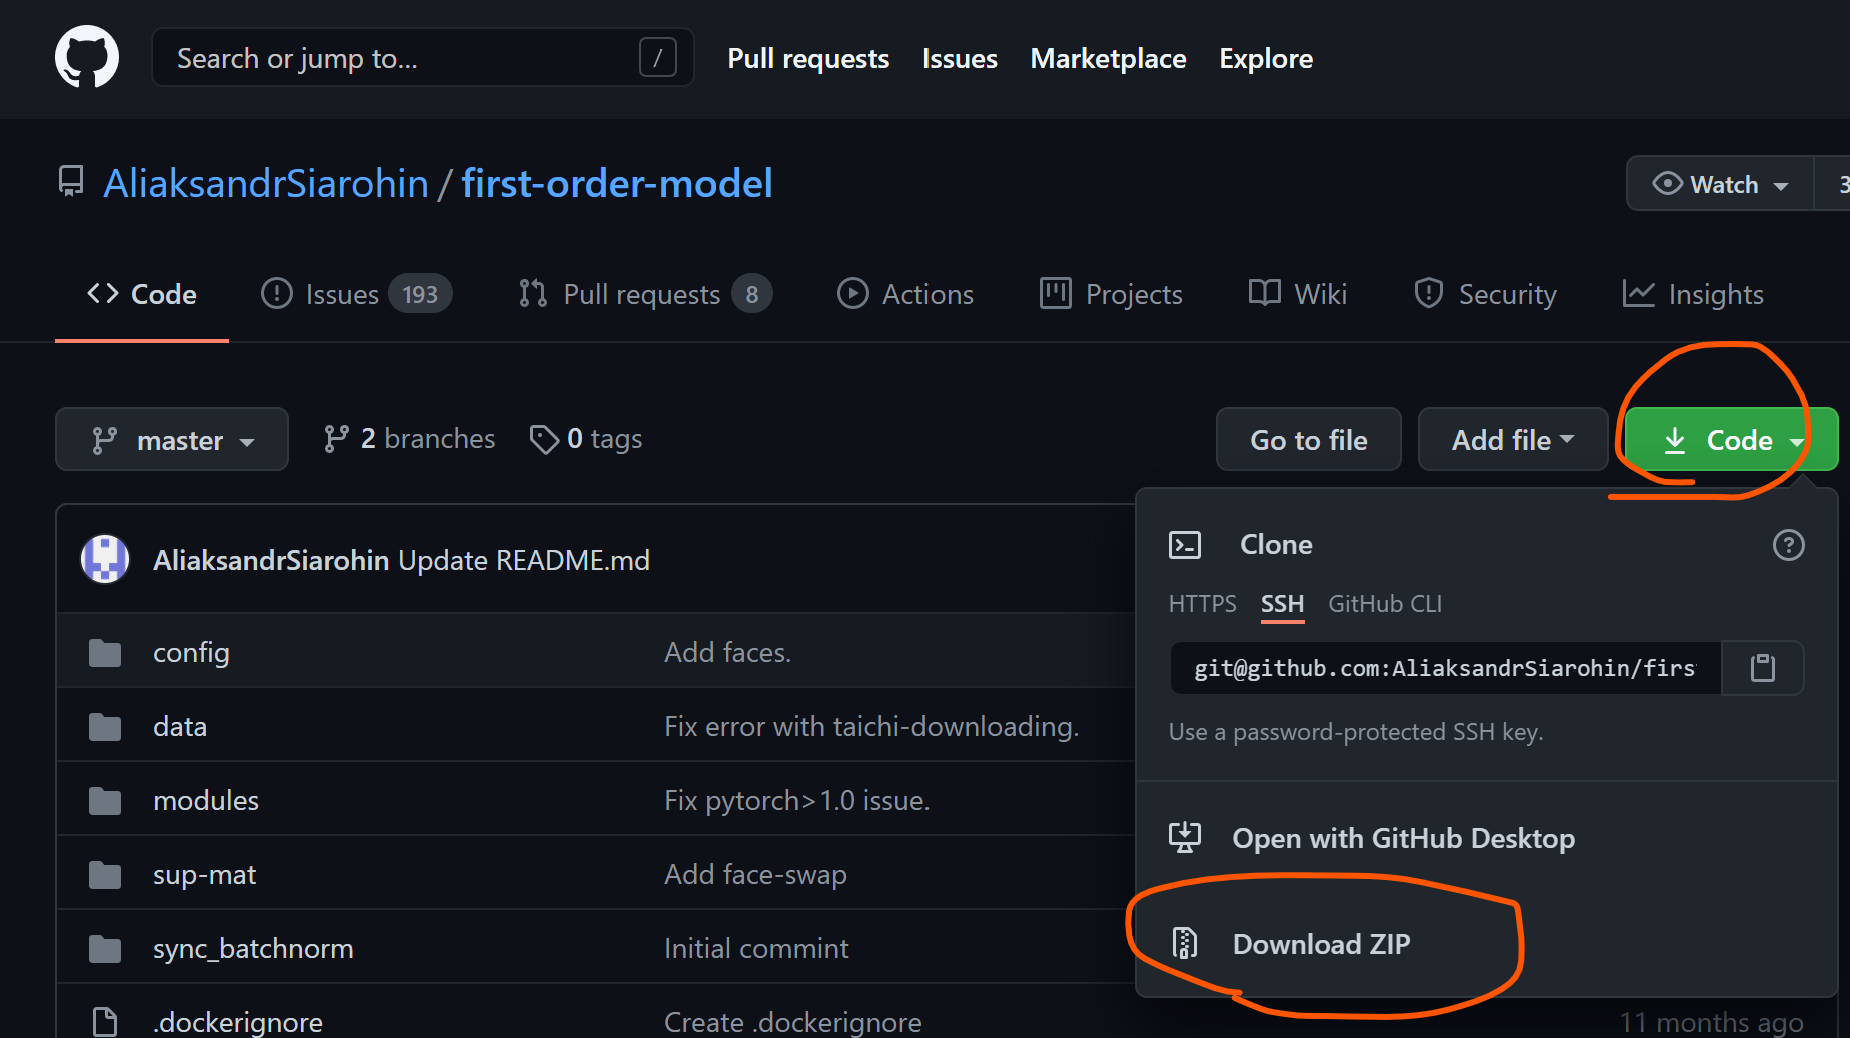 Search or jump to... / Pull requests Issues Marketplace Explore
AliaksandrSiarohin / first-order-model Watch 3
Code Issues 193 Pull requests 8 Actions Projects Wiki Security Insights
master 2 branches 0 tags Go to file Add file Code
AliaksandrSiarohin Update README.md
Clone
HTTPS SSH GitHub CLI
git@github.com:AliaksandrSiarohin/firs
Use a password-protected SSH key.
Open with GitHub Desktop
Download ZIP
config Add faces.
data Fix error with taichi-downloading.
modules Fix pytorch>1.0 issue.
sup-mat Add face-swap
sync_batchnorm Initial commint
.dockerignore Create .dockerignore 11 months ago